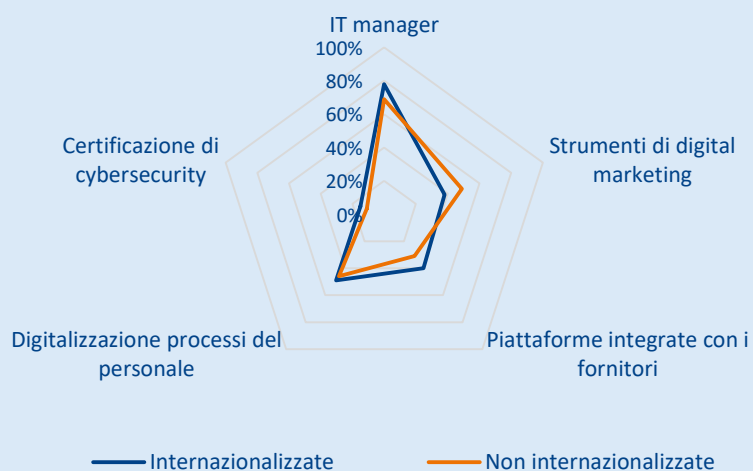 IT manager
100%
80%
60%
40%
20%
0%
Strumenti di digital
marketing
Piattaforme integrate con i
fornitori
Digitalizzazione processi del
personale
Certificazione di
cybersecurity
Internazionalizzate
Non internazionalizzate